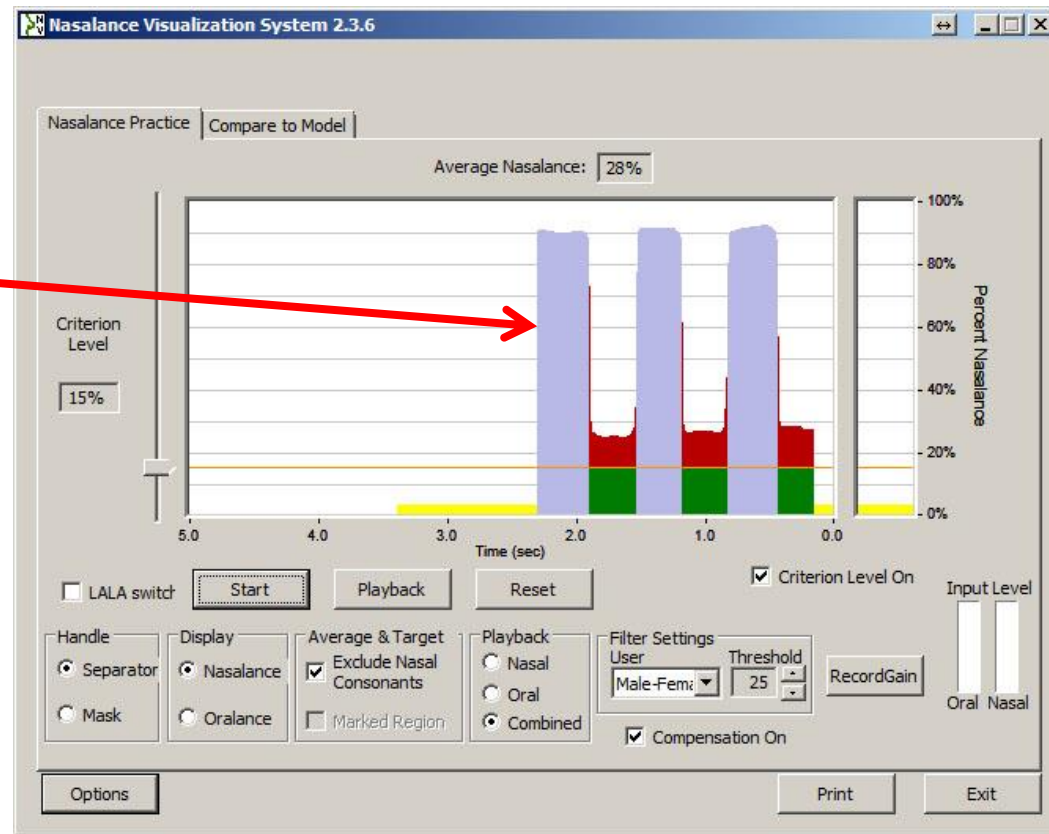 Nasalance Visualization System 2.3.6
Nasalance Practice
Compare to Model
Average Nasalance: 28%
Criterion
Level
15%
100%
80%
60%
40%
20%
0%
Percent Nasalance
5.0 4.0 3.0 2.0 1.0 0.0
Time (sec)
LALA switch
Start
Playback
Reset
Criterion Level On
Input Level
Oral Nasal
Handle
Separator
Mask
Display
Nasalance
Oralance
Average & Target
Exclude Nasal
Consonants
Marked Region
Playback
Nasal
Oral
Combined
Filter Settings
User
Male-Fema
Threshold
25
Compensation On
RecordGain
Options
Print
Exit